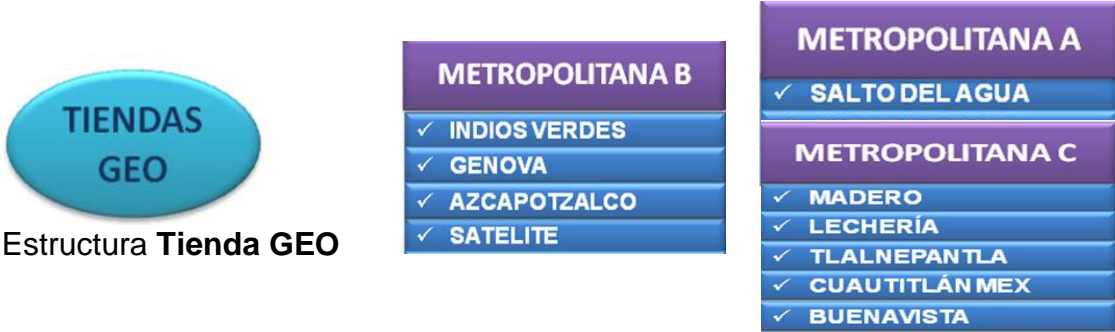 TIENDAS
GEO
Estructura Tienda GEO
METROPOLITANA B
✓ INDIOS VERDES
✓ GENOVA
✓ AZCAPOTZALCO
✓ SATELITE
METROPOLITANA A
✓ SALTO DEL AGUA
METROPOLITANA C
✓ MADERO
✓ LECHERÍA
✓ TLALNEPANTLA
✓ CUAUTITLÁN MEX
✓ BUENAVISTA